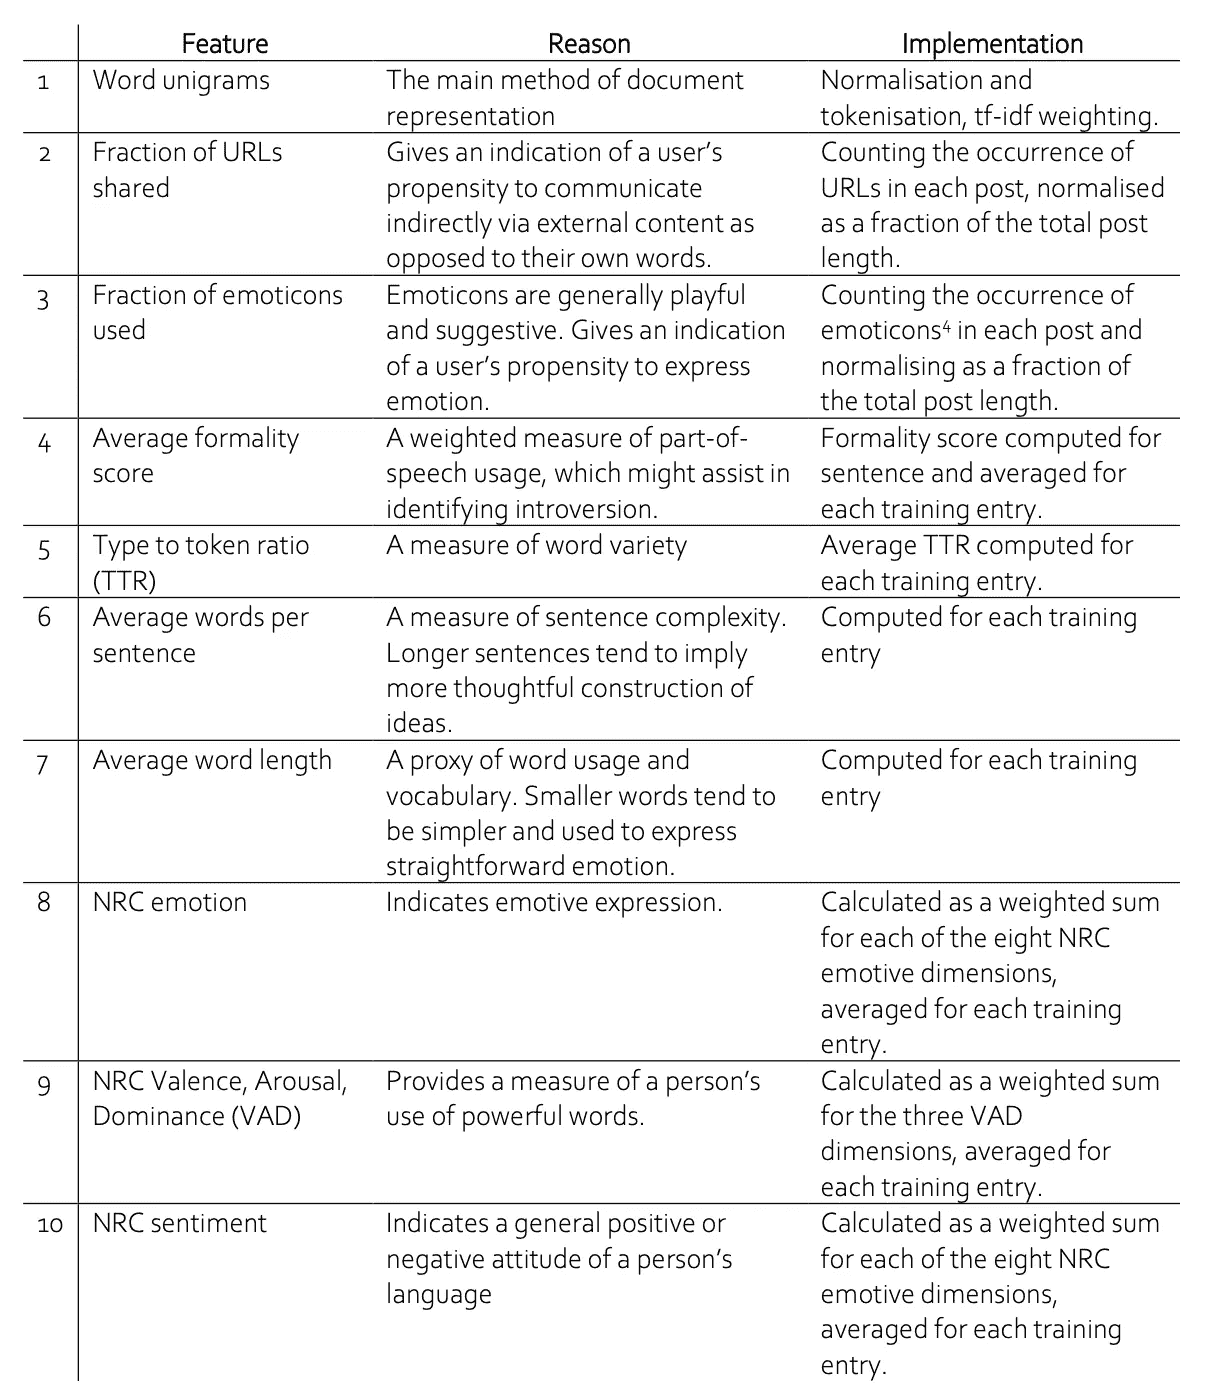 Feature Reason Implementation
1 Word unigrams The main method of document Normalisation and
representation tokenisation, tf-idf weighting.
2 Fraction of URLs Gives an indication of a user’s Counting the occurrence of
shared propensity to communicate URLs in each post, normalised
indirectly via external content as as a fraction of the total post
opposed to their own words. length.
3 Fraction of emoticons Emoticons are generally playful Counting the occurrence of
used and suggestive. Gives an indication emoticons⁴ in each post and
of a user’s propensity to express normalising as a fraction of
emotion. the total post length.
4 Average formality A weighted measure of part-of- Formality score computed for
score speech usage, which might assist in sentence and averaged for
identifying introversion. each training entry.
5 Type to token ratio A measure of word variety Average TTR computed for
(TTR) each training entry.
6 Average words per A measure of sentence complexity. Computed for each training
sentence Longer sentences tend to imply entry
more thoughtful construction of
ideas.
7 Average word length A proxy of word usage and Computed for each training
vocabulary. Smaller words tend to entry
be simpler and used to express
straightforward emotion.
8 NRC emotion Indicates emotive expression. Calculated as a weighted sum
for each of the eight NRC
emotive dimensions,
averaged for each training
entry.
9 NRC Valence, Arousal, Provides a measure of a person’s Calculated as a weighted sum
Dominance (VAD) use of powerful words. for the three VAD
dimensions, averaged for
each training entry.
10 NRC sentiment Indicates a general positive or Calculated as a weighted sum
negative attitude of a person’s for each of the eight NRC
language emotive dimensions,
averaged for each training
entry.